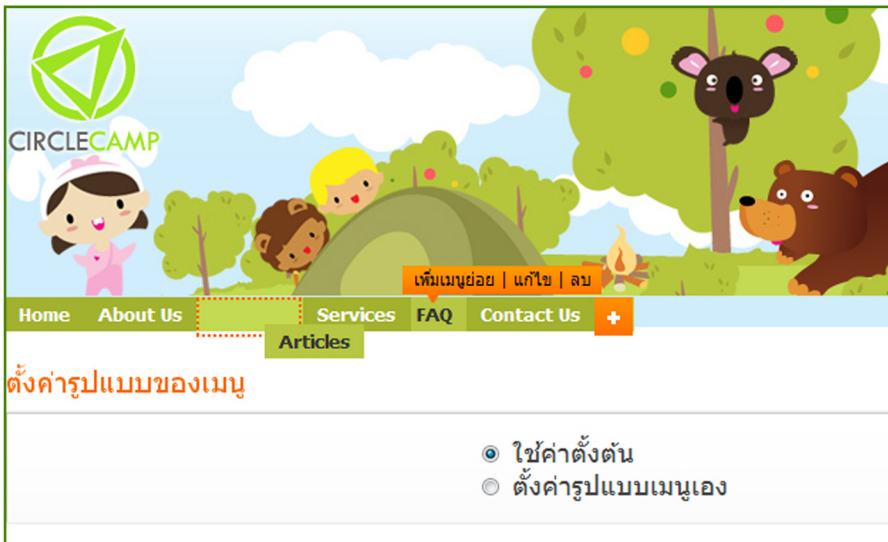 CIRCLECAMP
เพิ่มเมนูย่อย | แก้ไข | ลบ
Home About Us Services FAQ Contact Us +
Articles
ตั้งค่ารูปแบบของเมนู
ใช้ค่าตั้งต้น
ตั้งค่ารูปแบบเมนูเอง